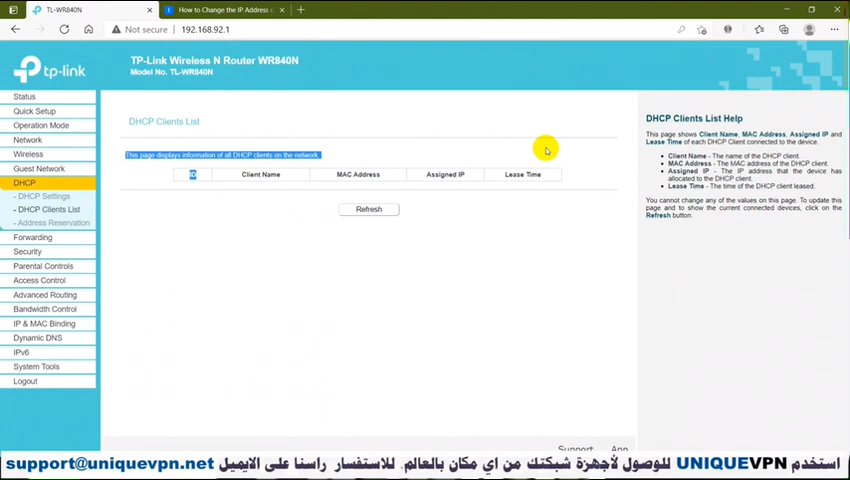 TL-WR840N
How to Change the IP Address o
Not secure
192.168.92.1
tp-link
TP-Link Wireless N Router WR840N
Model No. TL-WR840N
Status
Quick Setup
Operation Mode
Network
Wireless
Guest Network
DHCP
- DHCP Settings
- DHCP Clients List
- Address Reservation
Forwarding
Security
Parental Controls
Access Control
Advanced Routing
Bandwidth Control
IP & MAC Binding
Dynamic DNS
IPv6
System Tools
Logout
DHCP Clients List
This page displays information of all DHCP clients on the network.
ID Client Name MAC Address Assigned IP Lease Time
Refresh
DHCP Clients List Help
This page shows Client Name, MAC Address, Assigned IP and
Lease Time of each DHCP Client connected to the device.
• Client Name - The name of the DHCP client.
• MAC Address - The MAC address of the DHCP client.
• Assigned IP - The IP address that the device has
allocated to the DHCP client.
• Lease Time - The time of the DHCP client leased.
You cannot change any of the values on this page. To update this
page and to show the current connected devices, click on the
Refresh button.
Support App
استخدم UNIQUEVPN للوصول لأجهزة شبكتك من اي مكان بالعالم. للاستفسار راسنا على الايميل support@uniquevpn.net